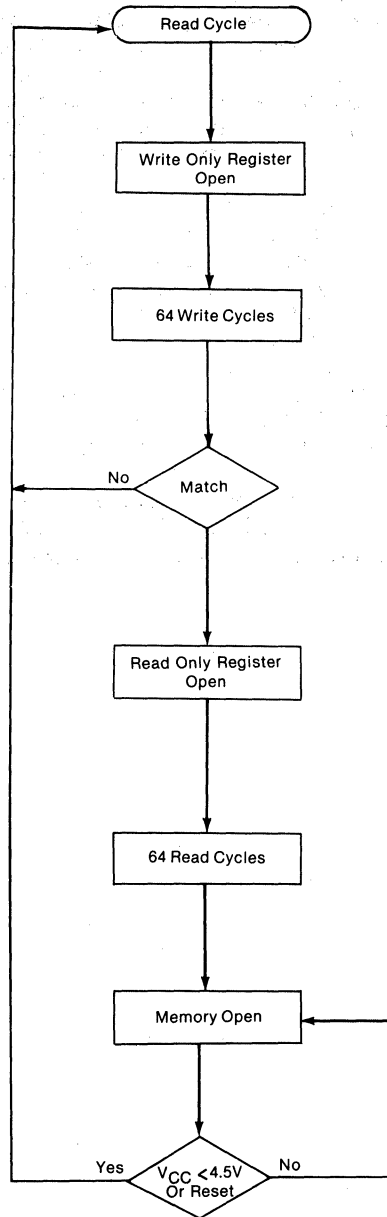 Read Cycle
Write Only Register
Open
64 Write Cycles
No
Match
Read Only Register
Open
64 Read Cycles
Memory Open
Yes
VCC <4.5V
Or Reset
No